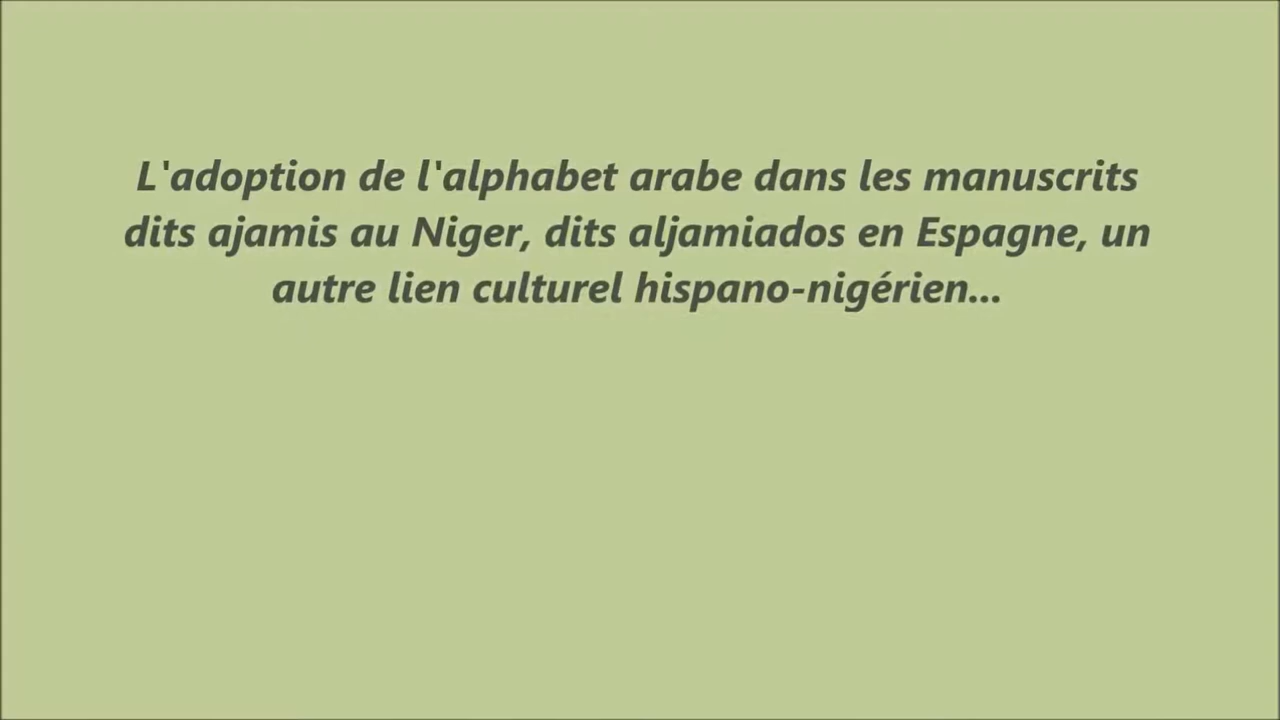 L'adoption de l'alphabet arabe dans les manuscrits
dits ajamis au Niger, dits aljamiados en Espagne, un
autre lien culturel hispano-nigérien...